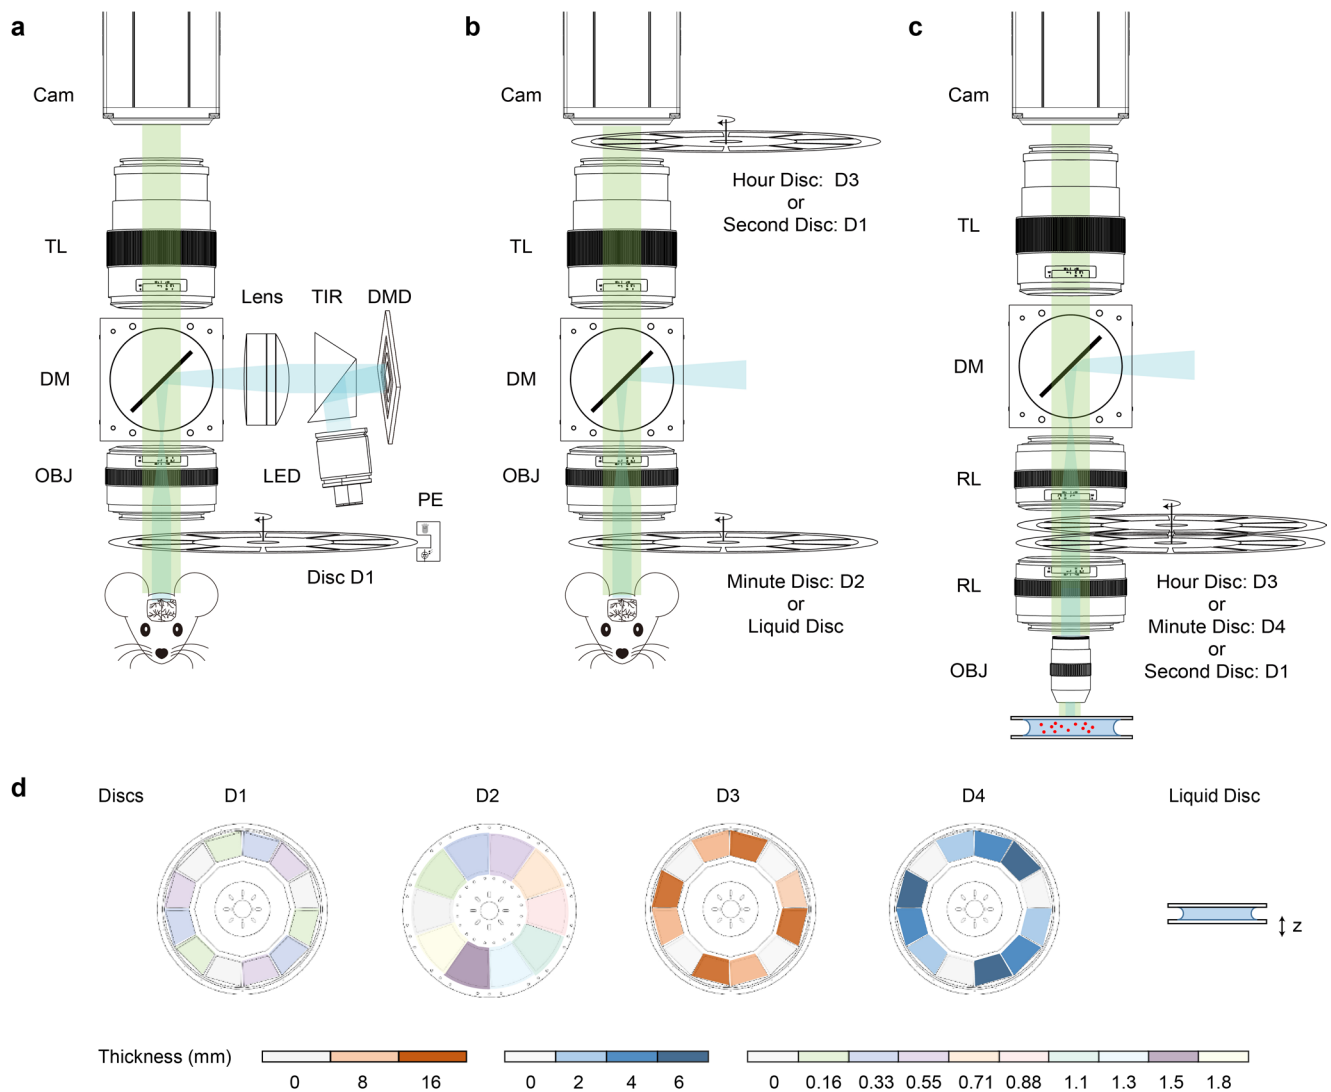 a
b
c
Cam
Cam
Cam
Hour Disc: D3
or
Second Disc: D1
TL
TL
TL
Lens
TIR
DMD
DM
DM
DM
OBJ
LED
OBJ
RL
PE
Disc D1
Minute Disc: D2
or
Liquid Disc
RL
Hour Disc: D3
or
Minute Disc: D4
or
Second Disc: D1
OBJ
d
Discs
D1
D2
D3
D4
Liquid Disc
z
Thickness (mm)
0 8 16
0 2 4 6
0 0.16 0.33 0.55 0.71 0.88 1.1 1.3 1.5 1.8